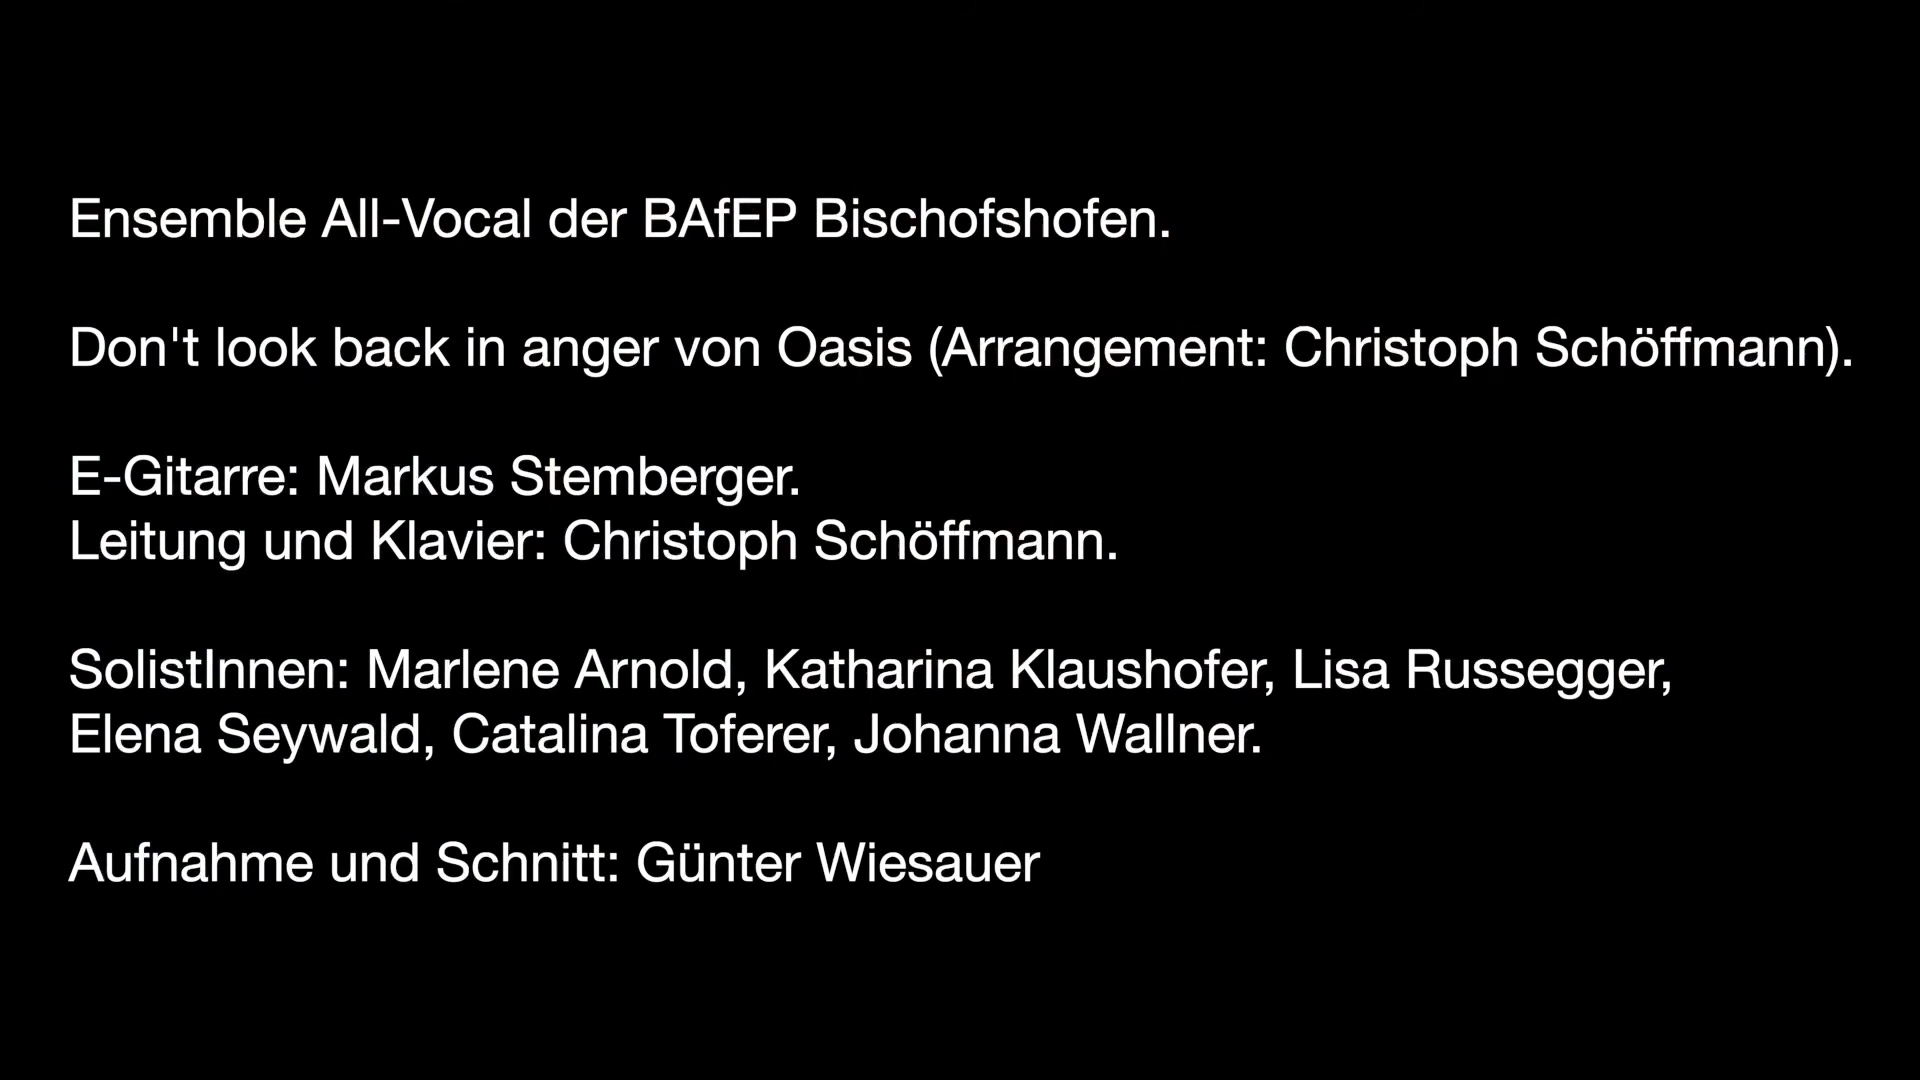 Ensemble All-Vocal der BAfEP Bischofshofen.
Don't look back in anger von Oasis (Arrangement: Christoph Schöffmann).
E-Gitarre: Markus Stemberger.
Leitung und Klavier: Christoph Schöffmann.
SolistInnen: Marlene Arnold, Katharina Klaushofer, Lisa Russegger,
Elena Seywald, Catalina Toferer, Johanna Wallner.
Aufnahme und Schnitt: Günter Wiesauer